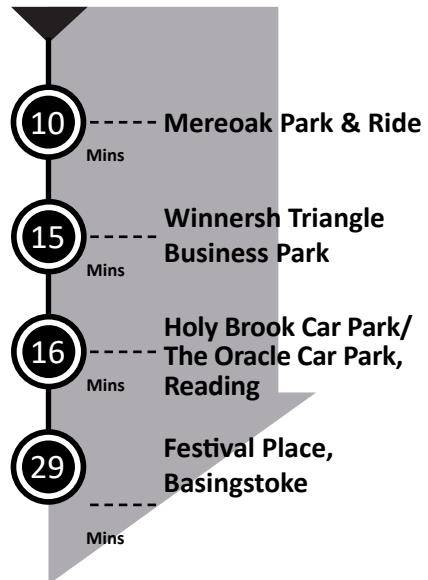 10
Mereoak Park & Ride
Mins
15
Winnersh Triangle
Business Park
Mins
16
Holy Brook Car Park/
The Oracle Car Park,
Reading
Mins
29
Festival Place,
Basingstoke
Mins